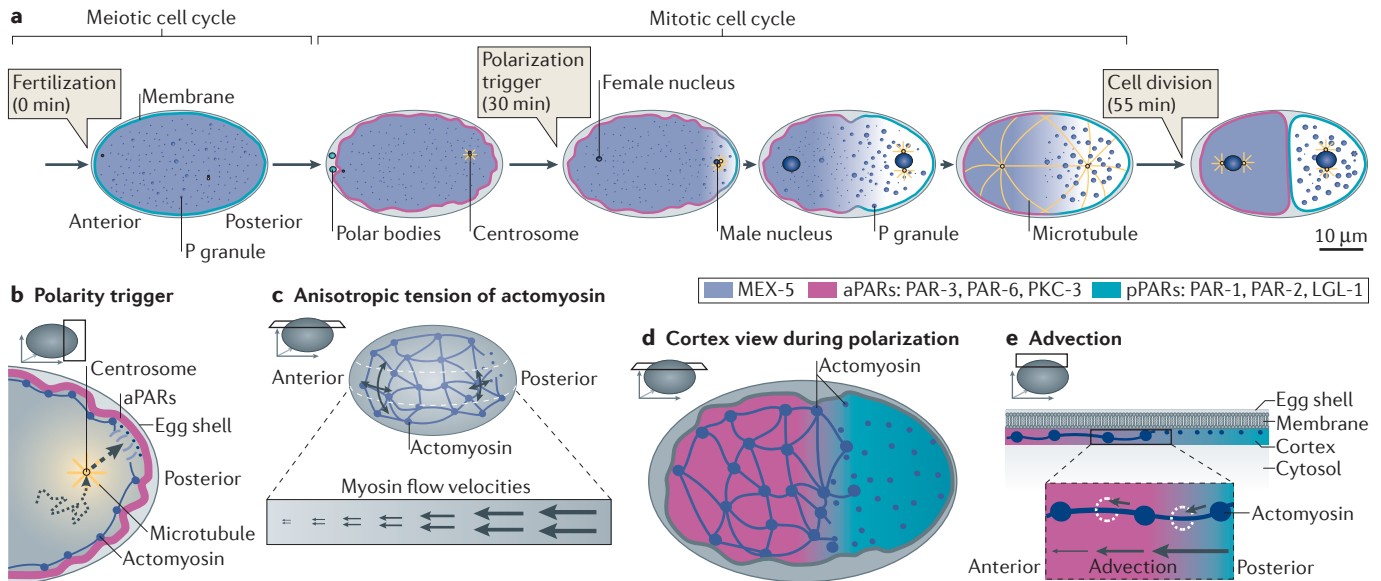 a
Meiotic cell cycle
Mitotic cell cycle
Fertilization
(0 min)
Membrane
Polarization
trigger
(30 min)
Female nucleus
Cell division
(55 min)
Anterior
Posterior
P granule
Polar bodies
Centrosome
Male nucleus
P granule
Microtubule
10 μm
MEX-5
aPARs: PAR-3, PAR-6, PKC-3
pPARs: PAR-1, PAR-2, LGL-1
b Polarity trigger
Centrosome
aPARs
Egg shell
Posterior
Microtubule
Actomyosin
c Anisotropic tension of actomyosin
Anterior
Posterior
Actomyosin
Myosin flow velocities
d Cortex view during polarization
Actomyosin
e Advection
Egg shell
Membrane
Cortex
Cytosol
Actomyosin
Anterior
Advection
Posterior